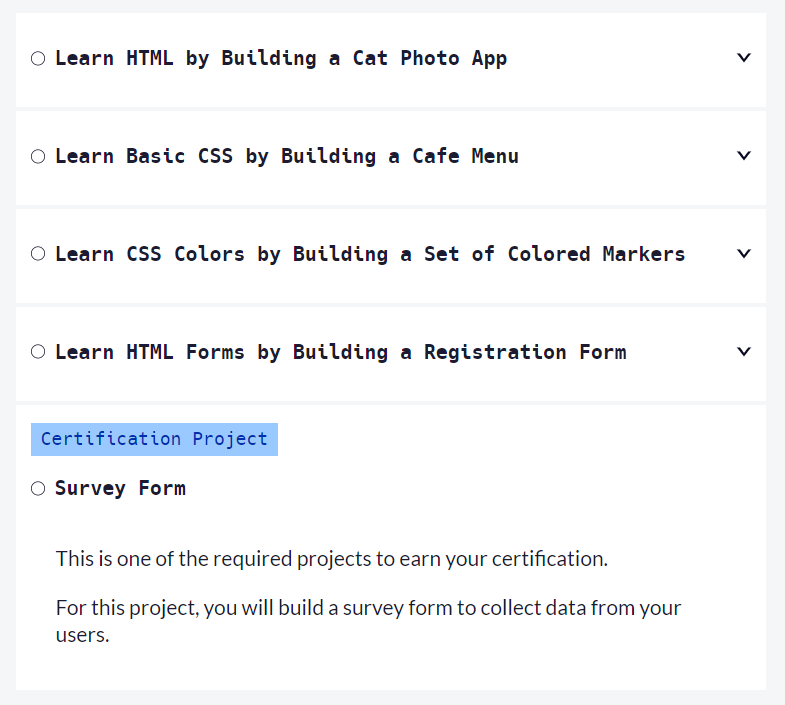 Learn HTML by Building a Cat Photo App
Learn Basic CSS by Building a Cafe Menu
Learn CSS Colors by Building a Set of Colored Markers
Learn HTML Forms by Building a Registration Form
Certification Project
Survey Form
This is one of the required projects to earn your certification.
For this project, you will build a survey form to collect data from your
users.